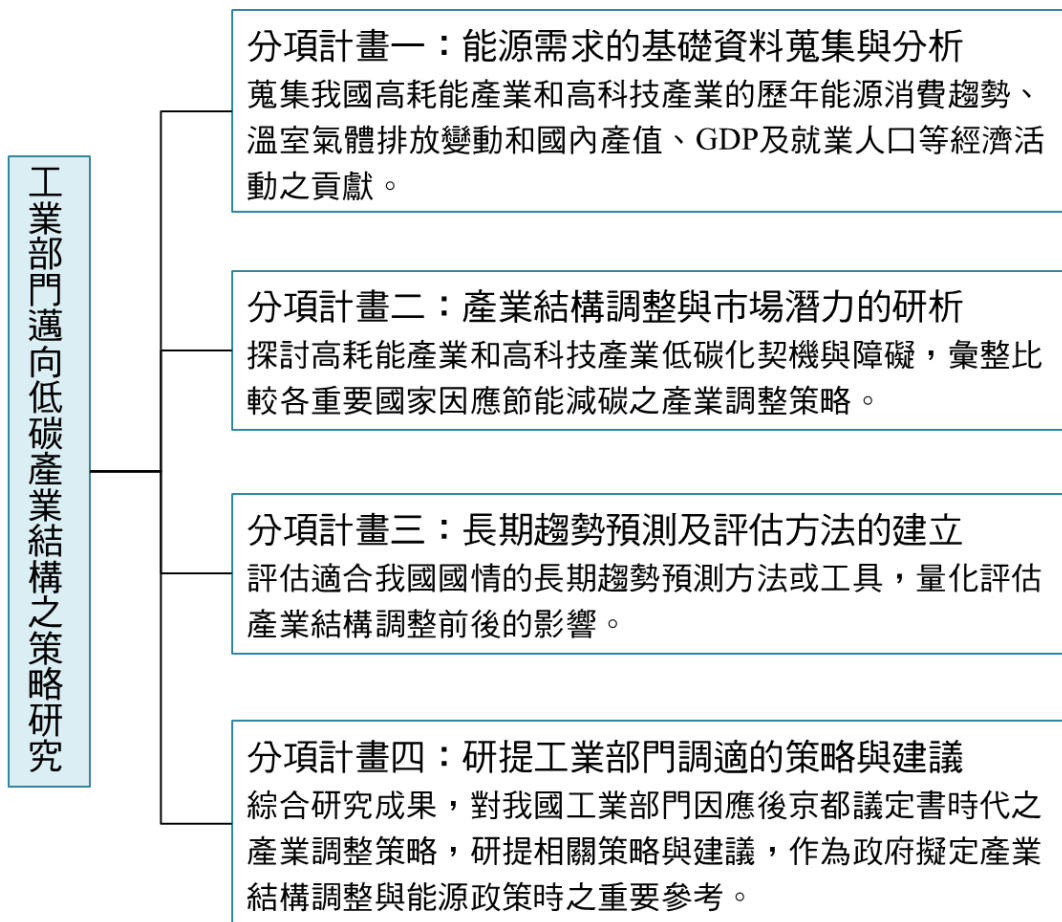 工業部門邁向低碳產業結構之策略研究
分項計畫一：能源需求的基礎資料蒐集與分析
蒐集我國高耗能產業和高科技產業的歷年能源消費趨勢、
溫室氣體排放變動和國內產值、GDP及就業人口等經濟活
動之貢獻。
分項計畫二：產業結構調整與市場潛力的研析
探討高耗能產業和高科技產業低碳化契機與障礙，彙整比
較各重要國家因應節能減碳之產業調整策略。
分項計畫三：長期趨勢預測及評估方法的建立
評估適合我國國情的長期趨勢預測方法或工具，量化評估
產業結構調整前後的影響。
分項計畫四：研提工業部門調適的策略與建議
綜合研究成果，對我國工業部門因應後京都議定書時代之
產業調整策略，研提相關策略與建議，作為政府擬定產業
結構調整與能源政策時之重要參考。